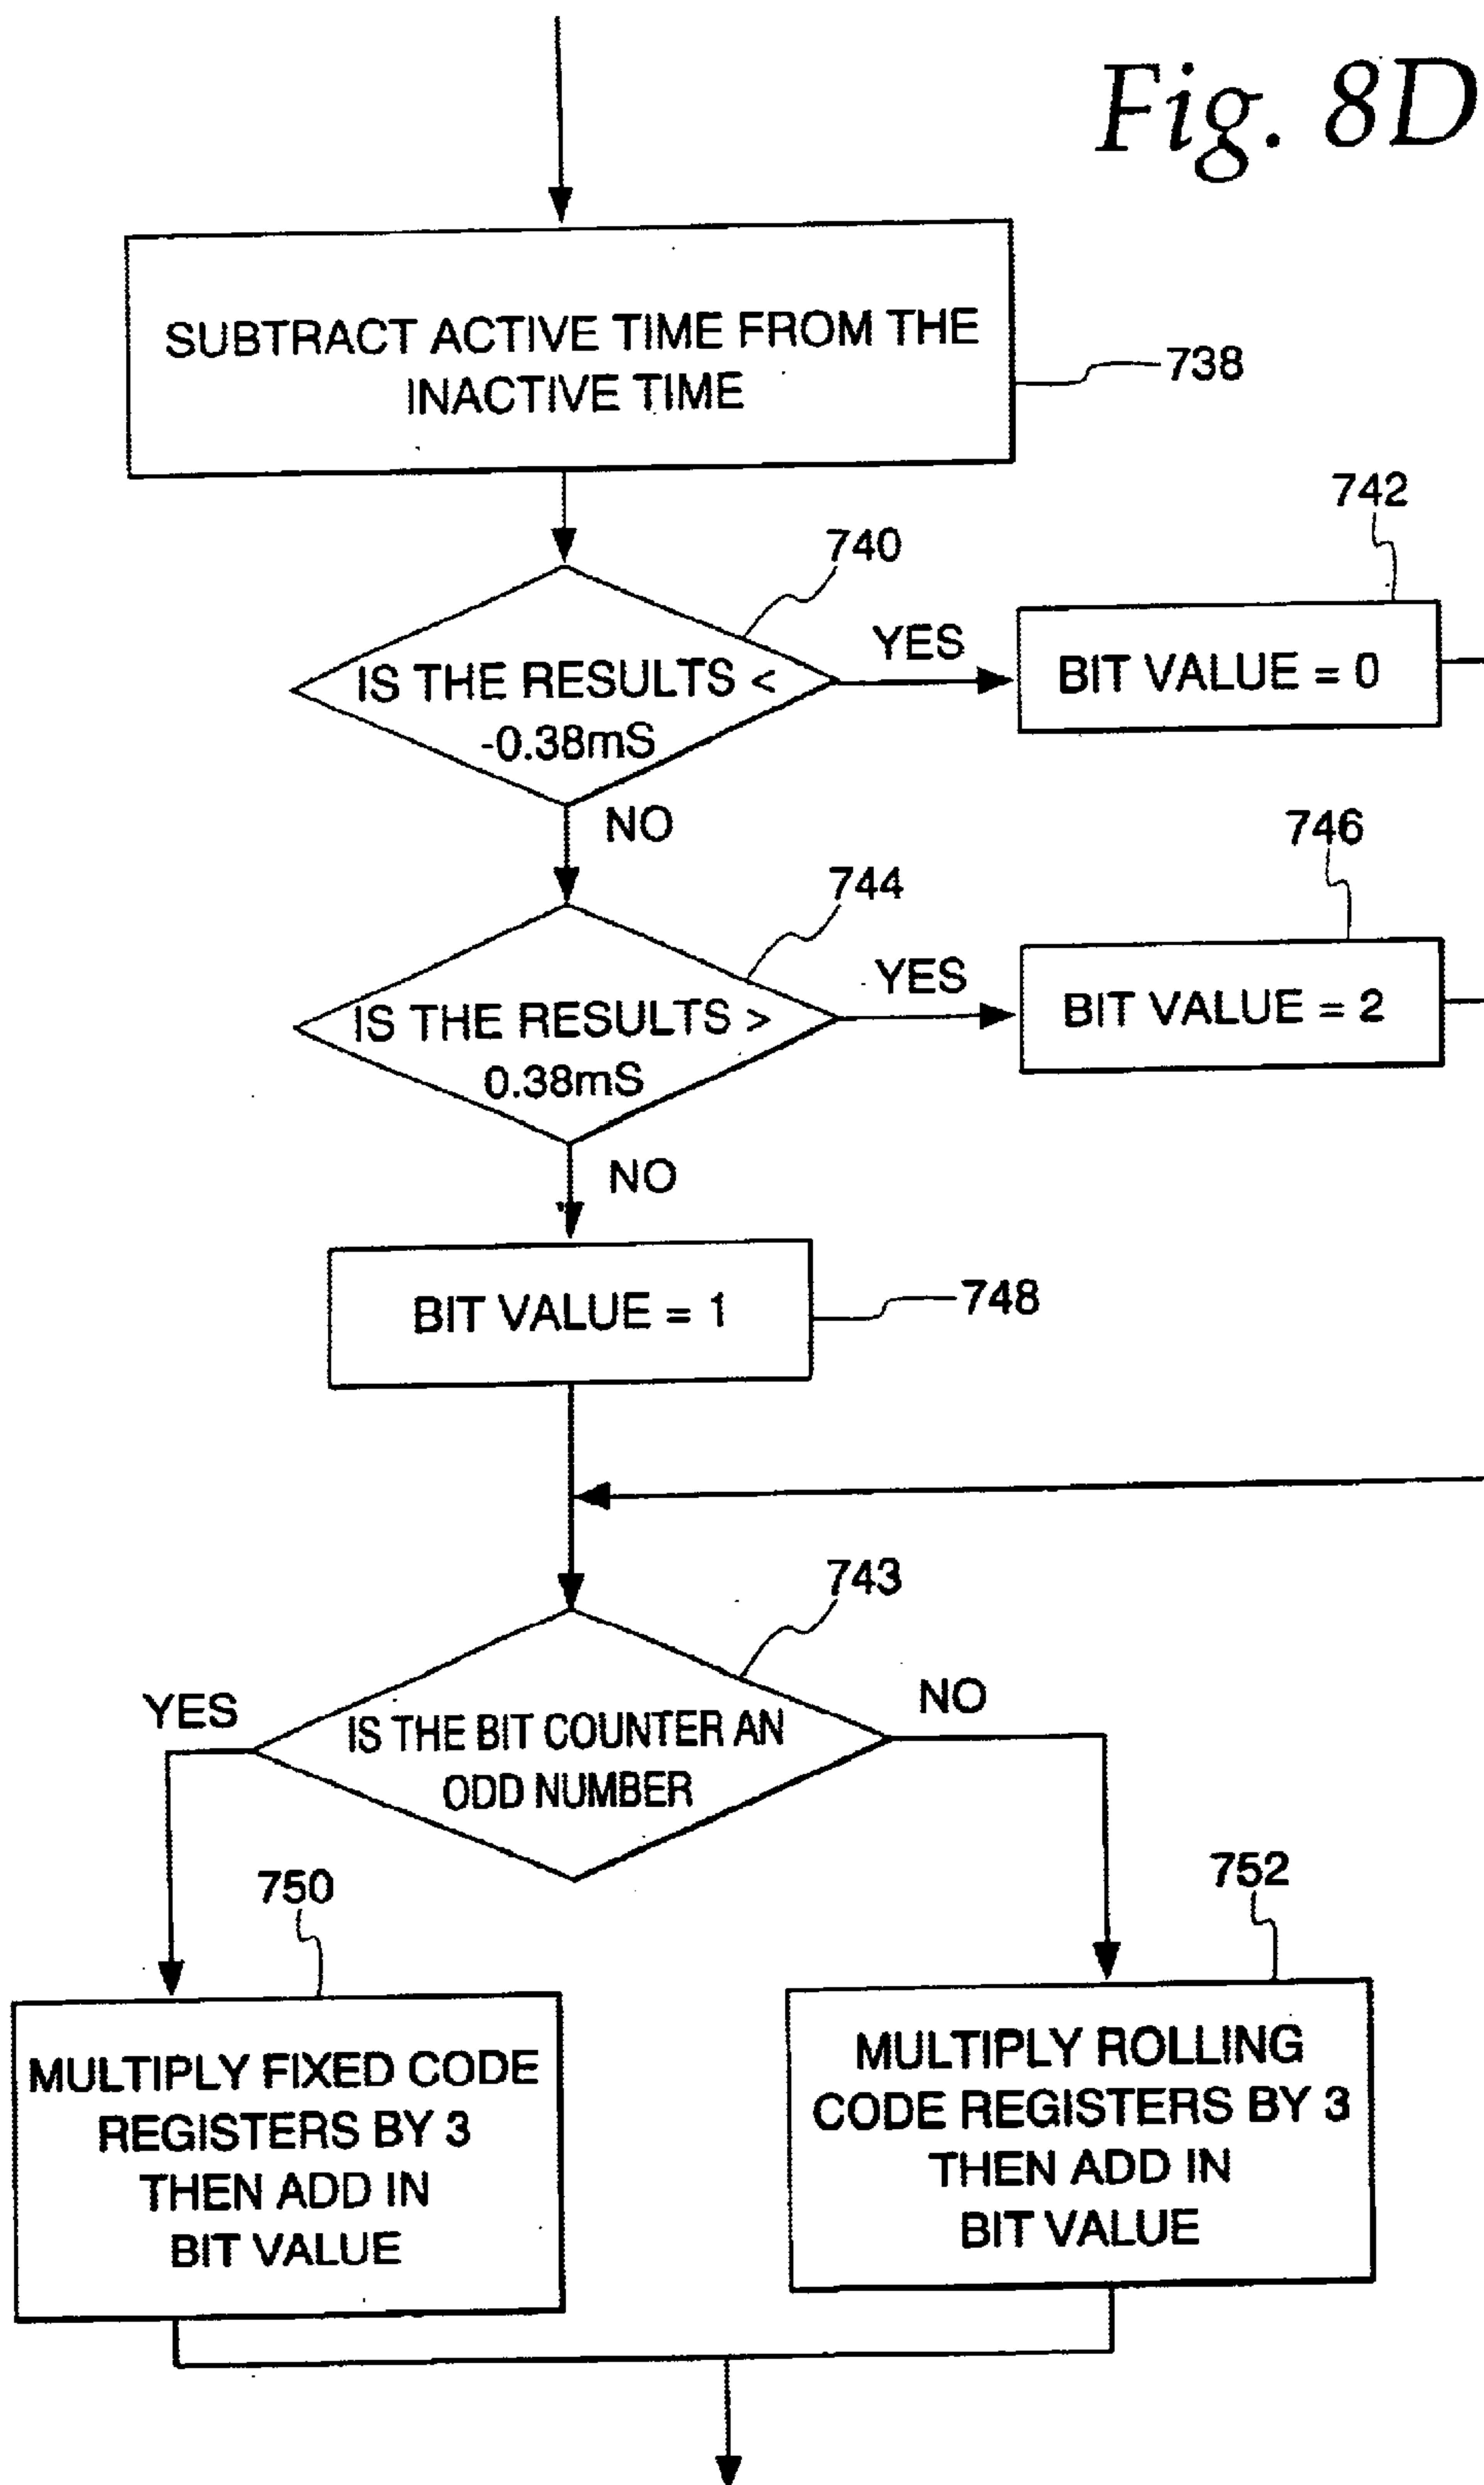 Fig. 8D
SUBTRACT ACTIVE TIME FROM THE
INACTIVE TIME
738
740
742
IS THE RESULTS <
-0.38mS
YES
BIT VALUE = 0
NO
744
746
IS THE RESULTS >
0.38mS
YES
BIT VALUE = 2
NO
BIT VALUE = 1
748
743
YES
IS THE BIT COUNTER AN
ODD NUMBER
NO
750
752
MULTIPLY FIXED CODE
REGISTERS BY 3
THEN ADD IN
BIT VALUE
MULTIPLY ROLLING
CODE REGISTERS BY 3
THEN ADD IN
BIT VALUE